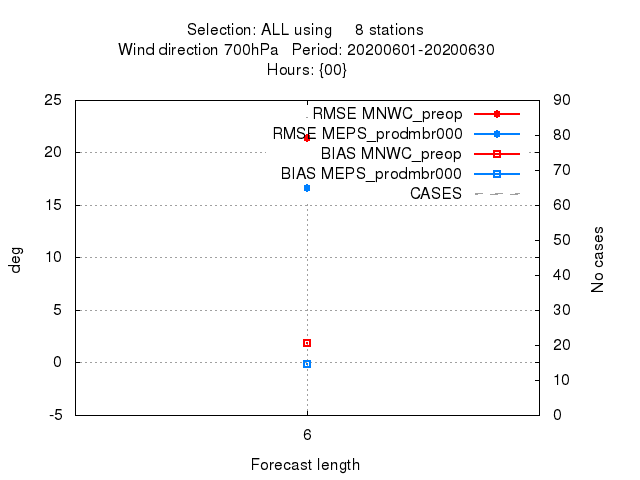 Selection: ALL using     8 stations
Wind direction 700hPa   Period: 20200601-20200630
Hours: {00}
RMSE MNWC_preop
RMSE MEPS_prodmbr000
BIAS MNWC_preop
BIAS MEPS_prodmbr000
CASES
25
20
15
10
5
0
-5
deg
90
80
70
60
50
40
30
20
10
0
No cases
6
Forecast length